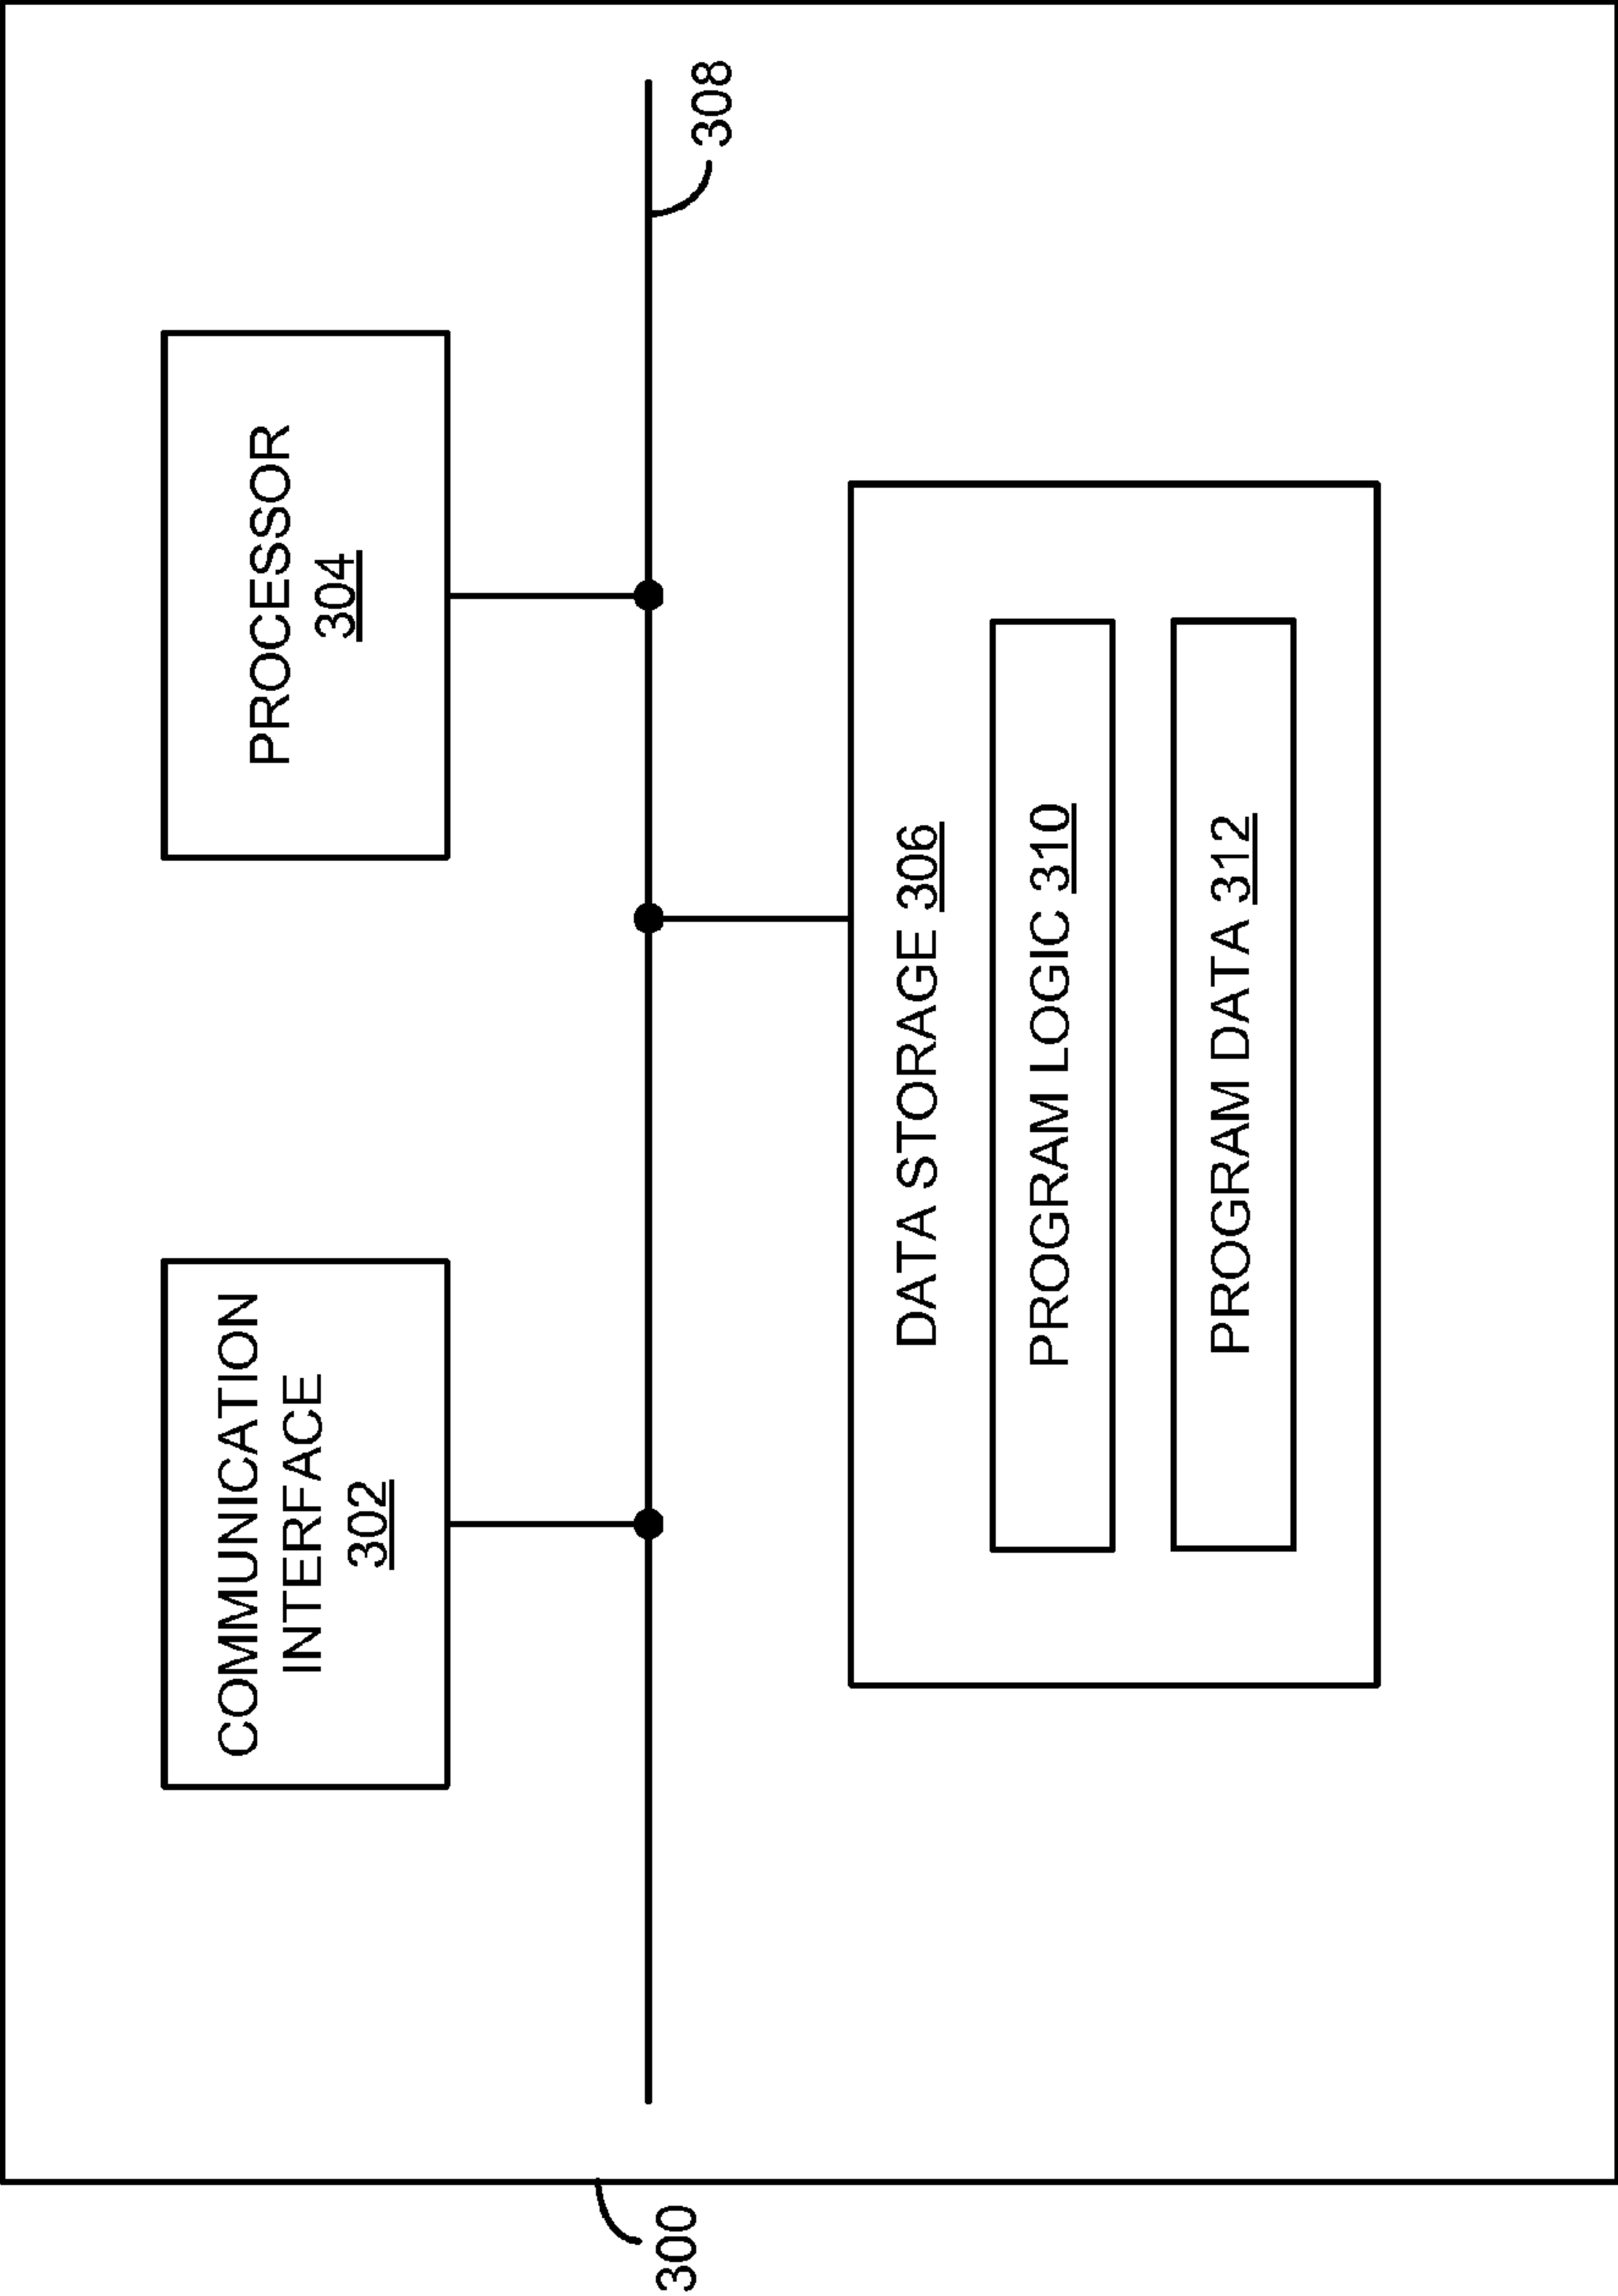 300
COMMUNICATION
INTERFACE
302
PROCESSOR
304
308
DATA STORAGE 306
PROGRAM LOGIC 310
PROGRAM DATA 312